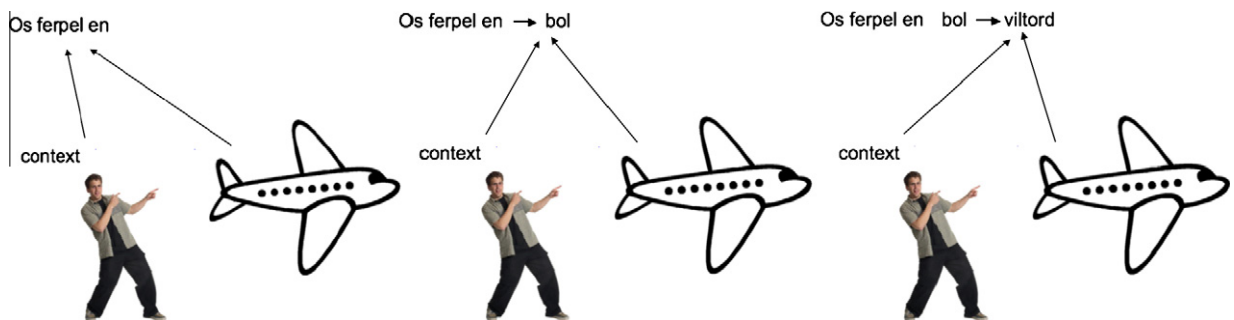 Os ferpel en
context
Os ferpel en → bol
context
Os ferpel en bol → viltord
context